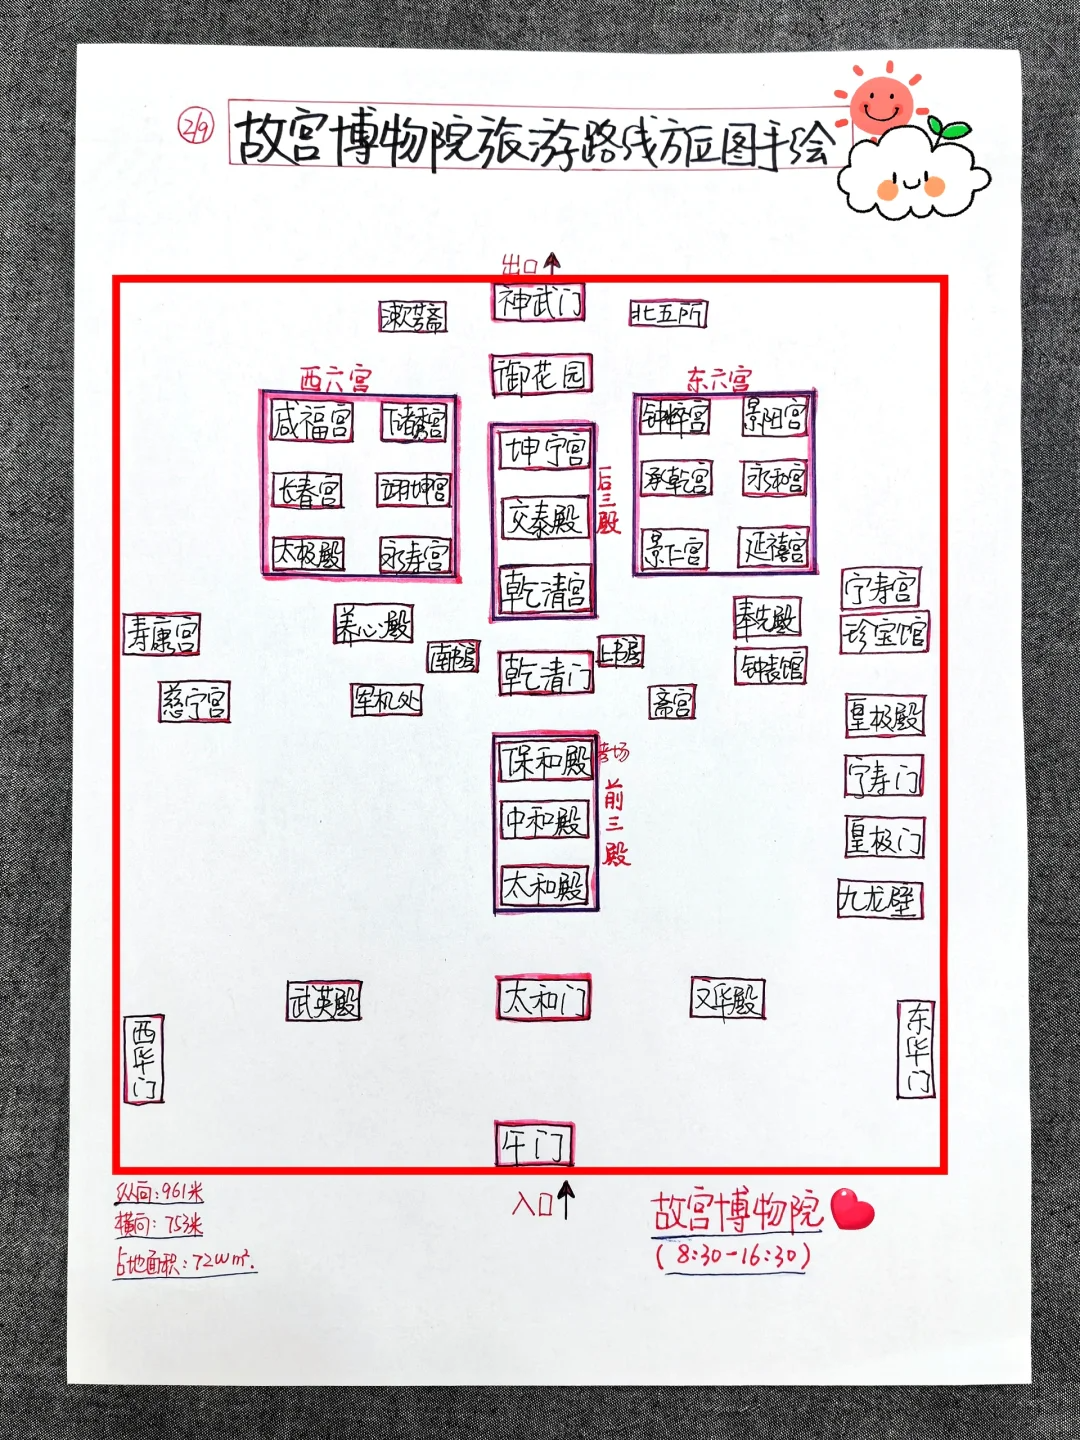 2/9
故宫博物院旅游路线方位图手绘
出口
神武门
漱芳斋
北五所
御花园
西六宫
东六宫
咸福宫
储秀宫
坤宁宫
钟粹宫
景阳宫
长春宫
翊坤宫
交泰殿
后三殿
承乾宫
永和宫
太极殿
永寿宫
乾清宫
景仁宫
延禧宫
宁寿宫
寿康宫
养心殿
奉先殿
珍宝馆
南书房
乾清门
上书房
钟表馆
慈宁宫
军机处
斋宫
皇极殿
保和殿
考场
前三殿
宁寿门
中和殿
皇极门
太和殿
九龙壁
武英殿
太和门
文华殿
西华门
东华门
午门
入口
纵向:961米
横向:753米
占地面积:72w㎡.
故宫博物院
(8:30-16:30)